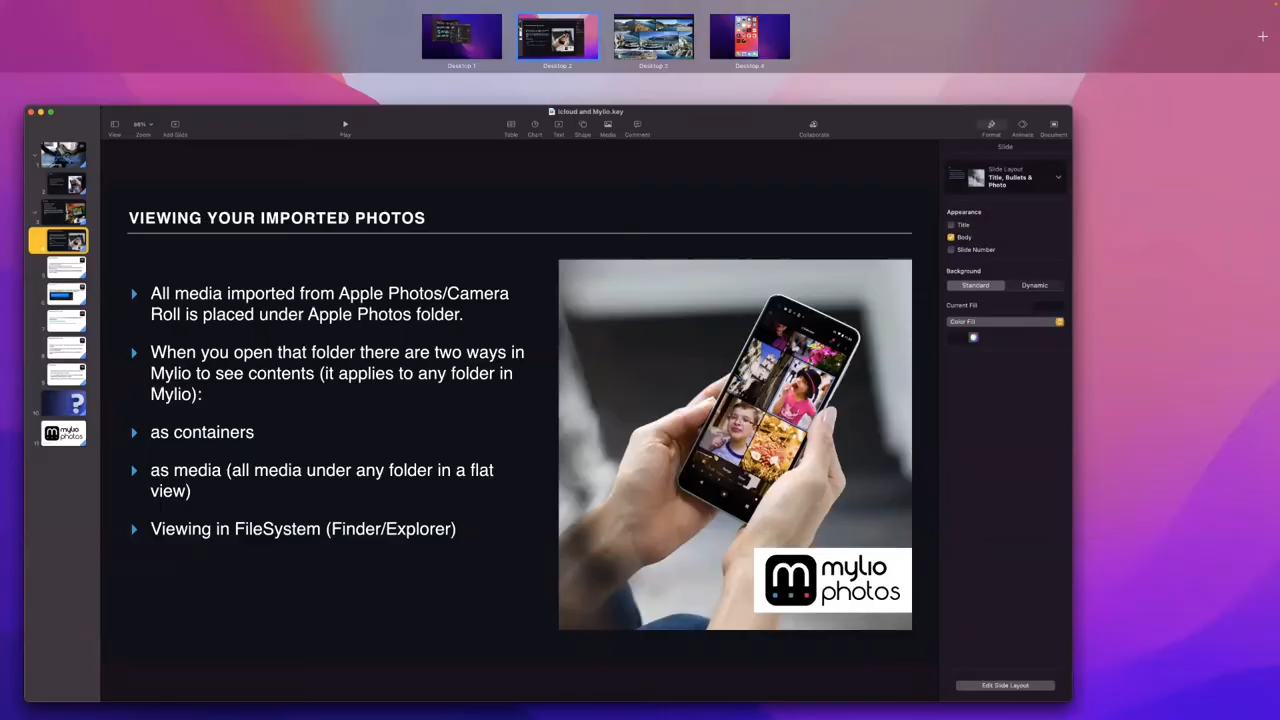 Desktop 1
Desktop 2
Desktop 3
Desktop 4
icloud and Mylio.key
View
Zoom
Add Slide
Play
Table
Chart
Text
Shape
Media
Comment
Collaborate
Format
Animate
Document
Slide
Slide Layout
Title, Bullets &
Photo
VIEWING YOUR IMPORTED PHOTOS
All media imported from Apple Photos/Camera
Roll is placed under Apple Photos folder.
When you open that folder there are two ways in
Mylio to see contents (it applies to any folder in
Mylio):
as containers
as media (all media under any folder in a flat
view)
Viewing in FileSystem (Finder/Explorer)
mylio
photos
Appearance
Title
Body
Slide Number
Background
Standard
Dynamic
Current Fill
Color Fill
Edit Slide Layout
10
?
mylio
photos